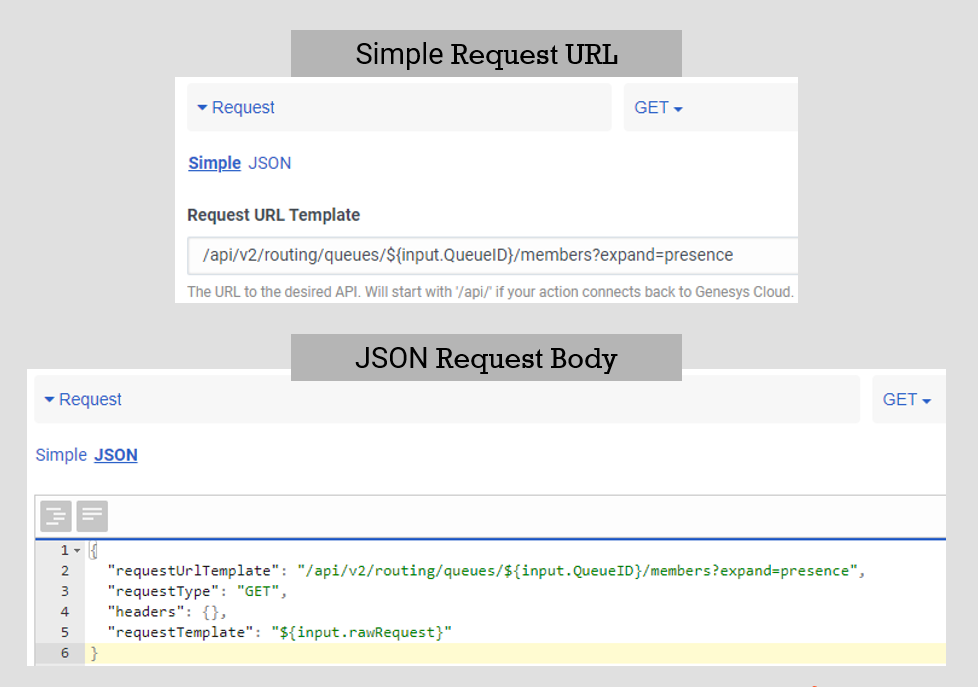 Simple Request URL
Request GET
Simple JSON
Request URL Template
/api/v2/routing/queues/${input.QueueID}/members?expand=presence
The URL to the desired API. Will start with '/api/' if your action connects back to Genesys Cloud.
JSON Request Body
Request GET
Simple JSON
1 {
2 "requestUrlTemplate": "/api/v2/routing/queues/${input.QueueID}/members?expand=presence",
3 "requestType": "GET",
4 "headers": {},
5 "requestTemplate": "${input.rawRequest}"
6 }